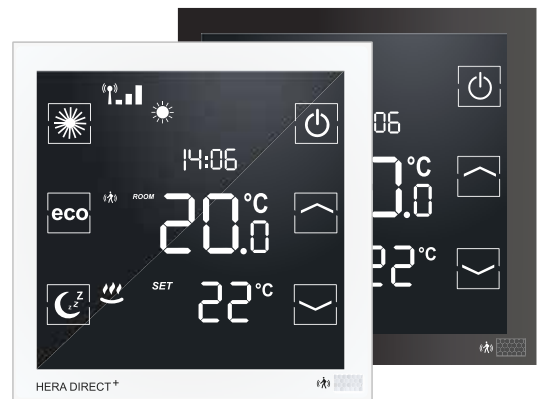 14:06
06
eco
ROOM
20.0 °C
.0 °C
z z z
SET
22 °C
22 °C
HERA DIRECT+